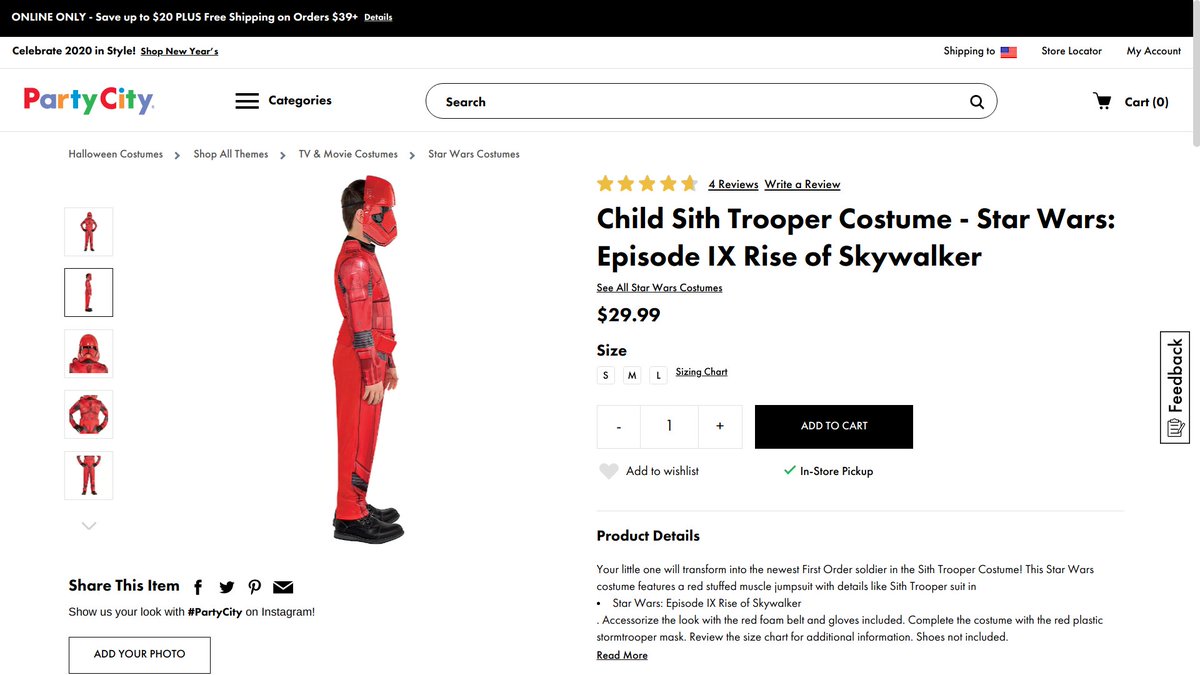 ONLINE ONLY - Save up to $20 PLUS Free Shipping on Orders $39+ Details
Celebrate 2020 in Style! Shop New Year's
Shipping to
Store Locator
My Account
Party City
Categories
Search
Cart (0)
Halloween Costumes
Shop All Themes
TV & Movie Costumes
Star Wars Costumes
4 Reviews Write a Review
Child Sith Trooper Costume - Star Wars:
Episode IX Rise of Skywalker
See All Star Wars Costumes
$29.99
Size
S M L Sizing Chart
- 1 +
ADD TO CART
Add to wishlist
In-Store Pickup
Feedback
Product Details
Your little one will transform into the newest First Order soldier in the Sith Trooper Costume! This Star Wars
costume features a red stuffed muscle jumpsuit with details like Sith Trooper suit in
• Star Wars: Episode IX Rise of Skywalker
. Accessorize the look with the red foam belt and gloves included. Complete the costume with the red plastic
stormtrooper mask. Review the size chart for additional information. Shoes not included.
Read More
Share This Item
Show us your look with #PartyCity on Instagram!
ADD YOUR PHOTO